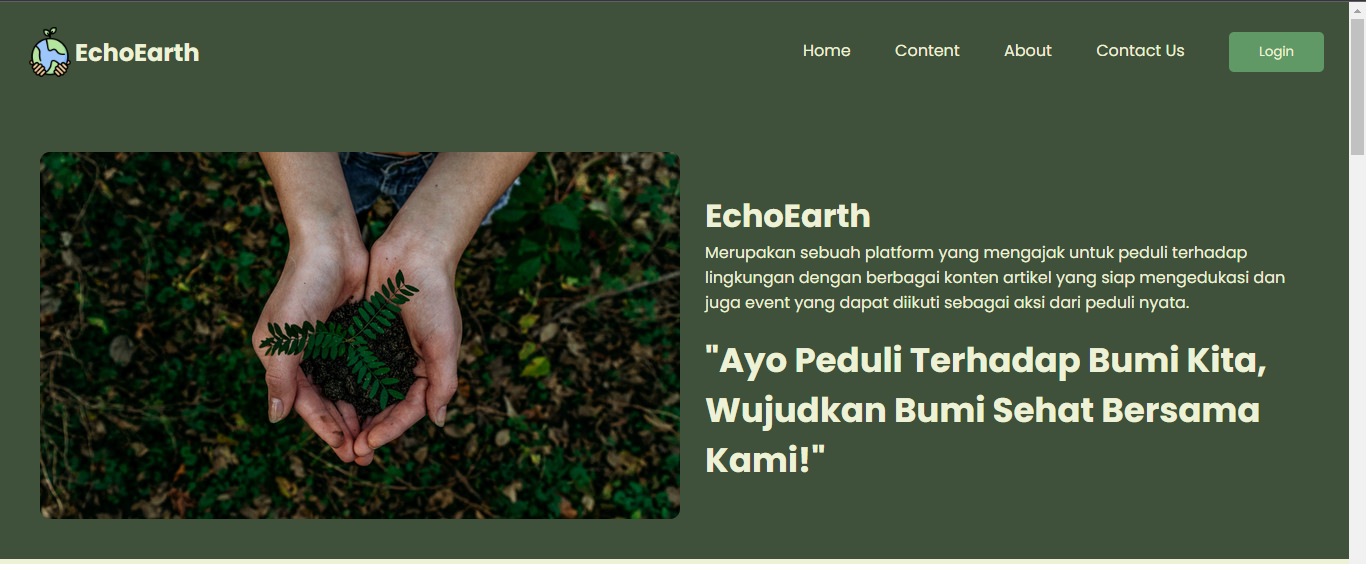 EchoEarth
Home
Content
About
Contact Us
Login
EchoEarth
Merupakan sebuah platform yang mengajak untuk peduli terhadap
lingkungan dengan berbagai konten artikel yang siap mengedukasi dan
juga event yang dapat diikuti sebagai aksi dari peduli nyata.
"Ayo Peduli Terhadap Bumi Kita,
Wujudkan Bumi Sehat Bersama
Kami!"